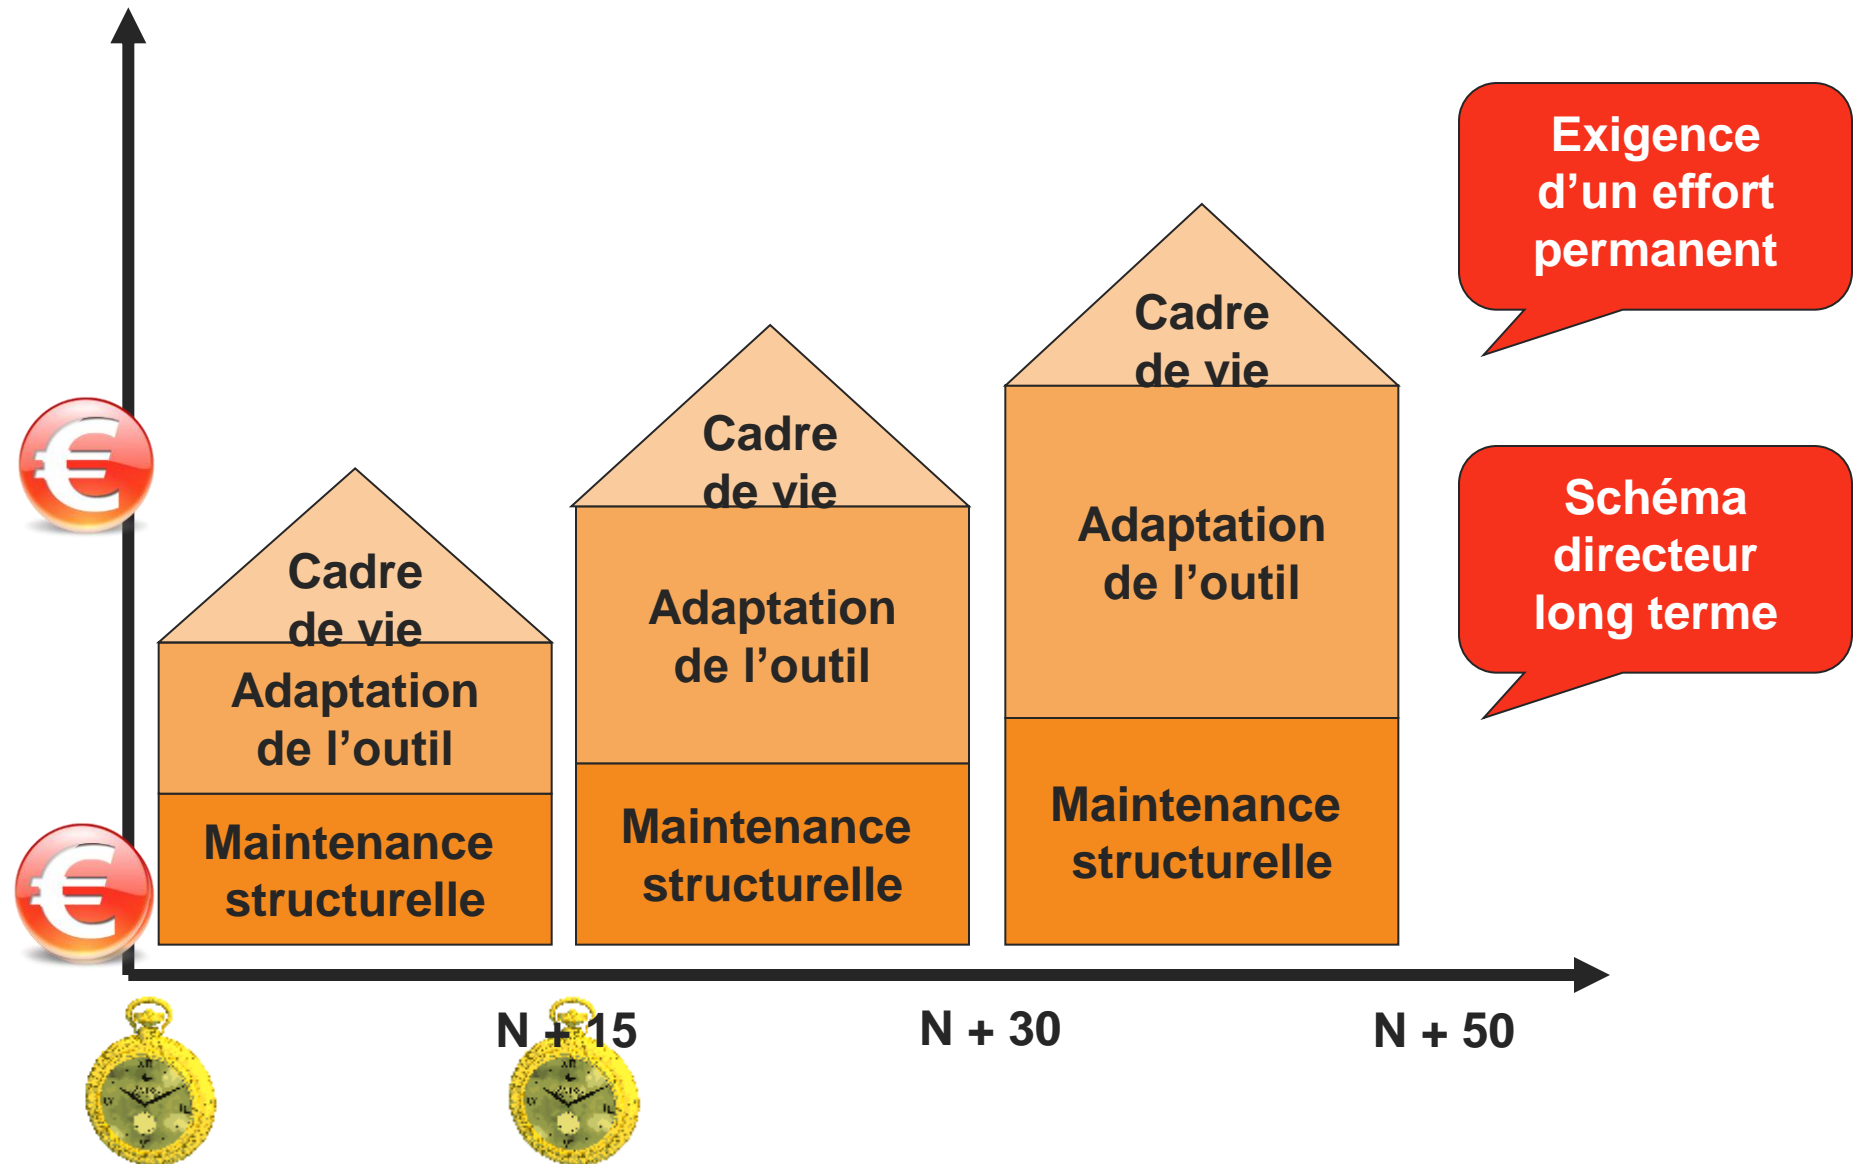 Cadre
de vie
Adaptation
de l’outil
Maintenance
structurelle
Cadre
de vie
Adaptation
de l’outil
Maintenance
structurelle
Cadre
de vie
Adaptation
de l’outil
Maintenance
structurelle
Exigence
d’un effort
permanent
Schéma
directeur
long terme
€
€
N + 15
N + 30
N + 50